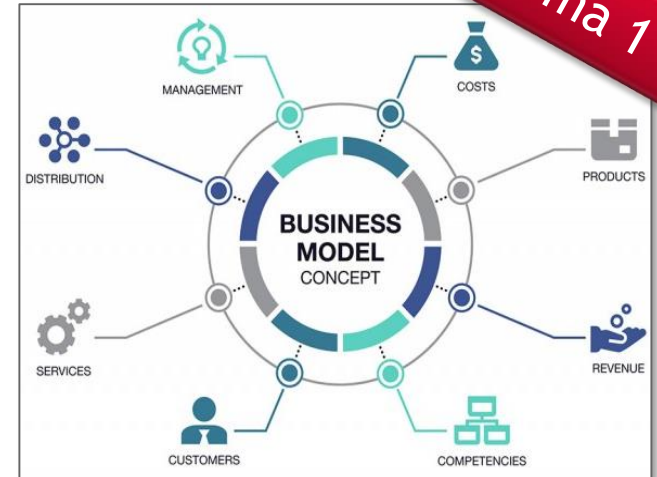 ma 1
MANAGEMENT
COSTS
DISTRIBUTION
PRODUCTS
BUSINESS
MODEL
CONCEPT
SERVICES
REVENUE
CUSTOMERS
COMPETENCIES
$